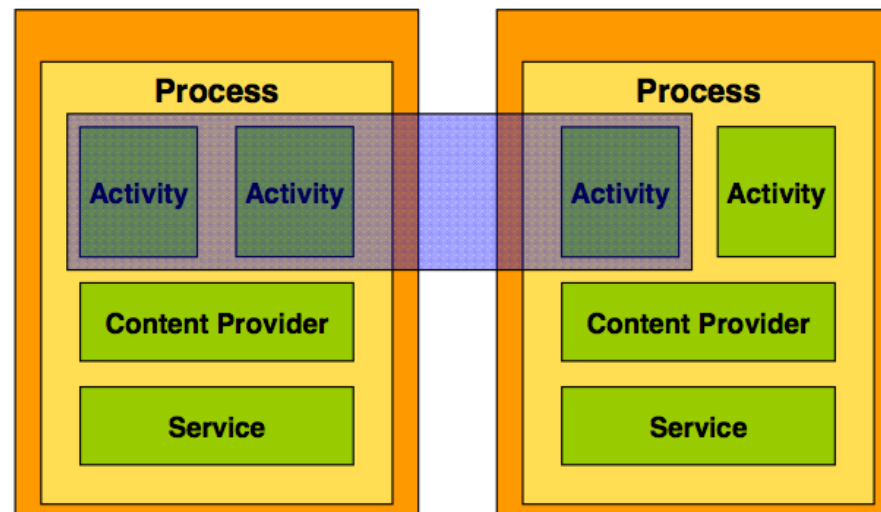 Process
Process
Activity
Activity
Activity
Activity
Content Provider
Content Provider
Service
Service